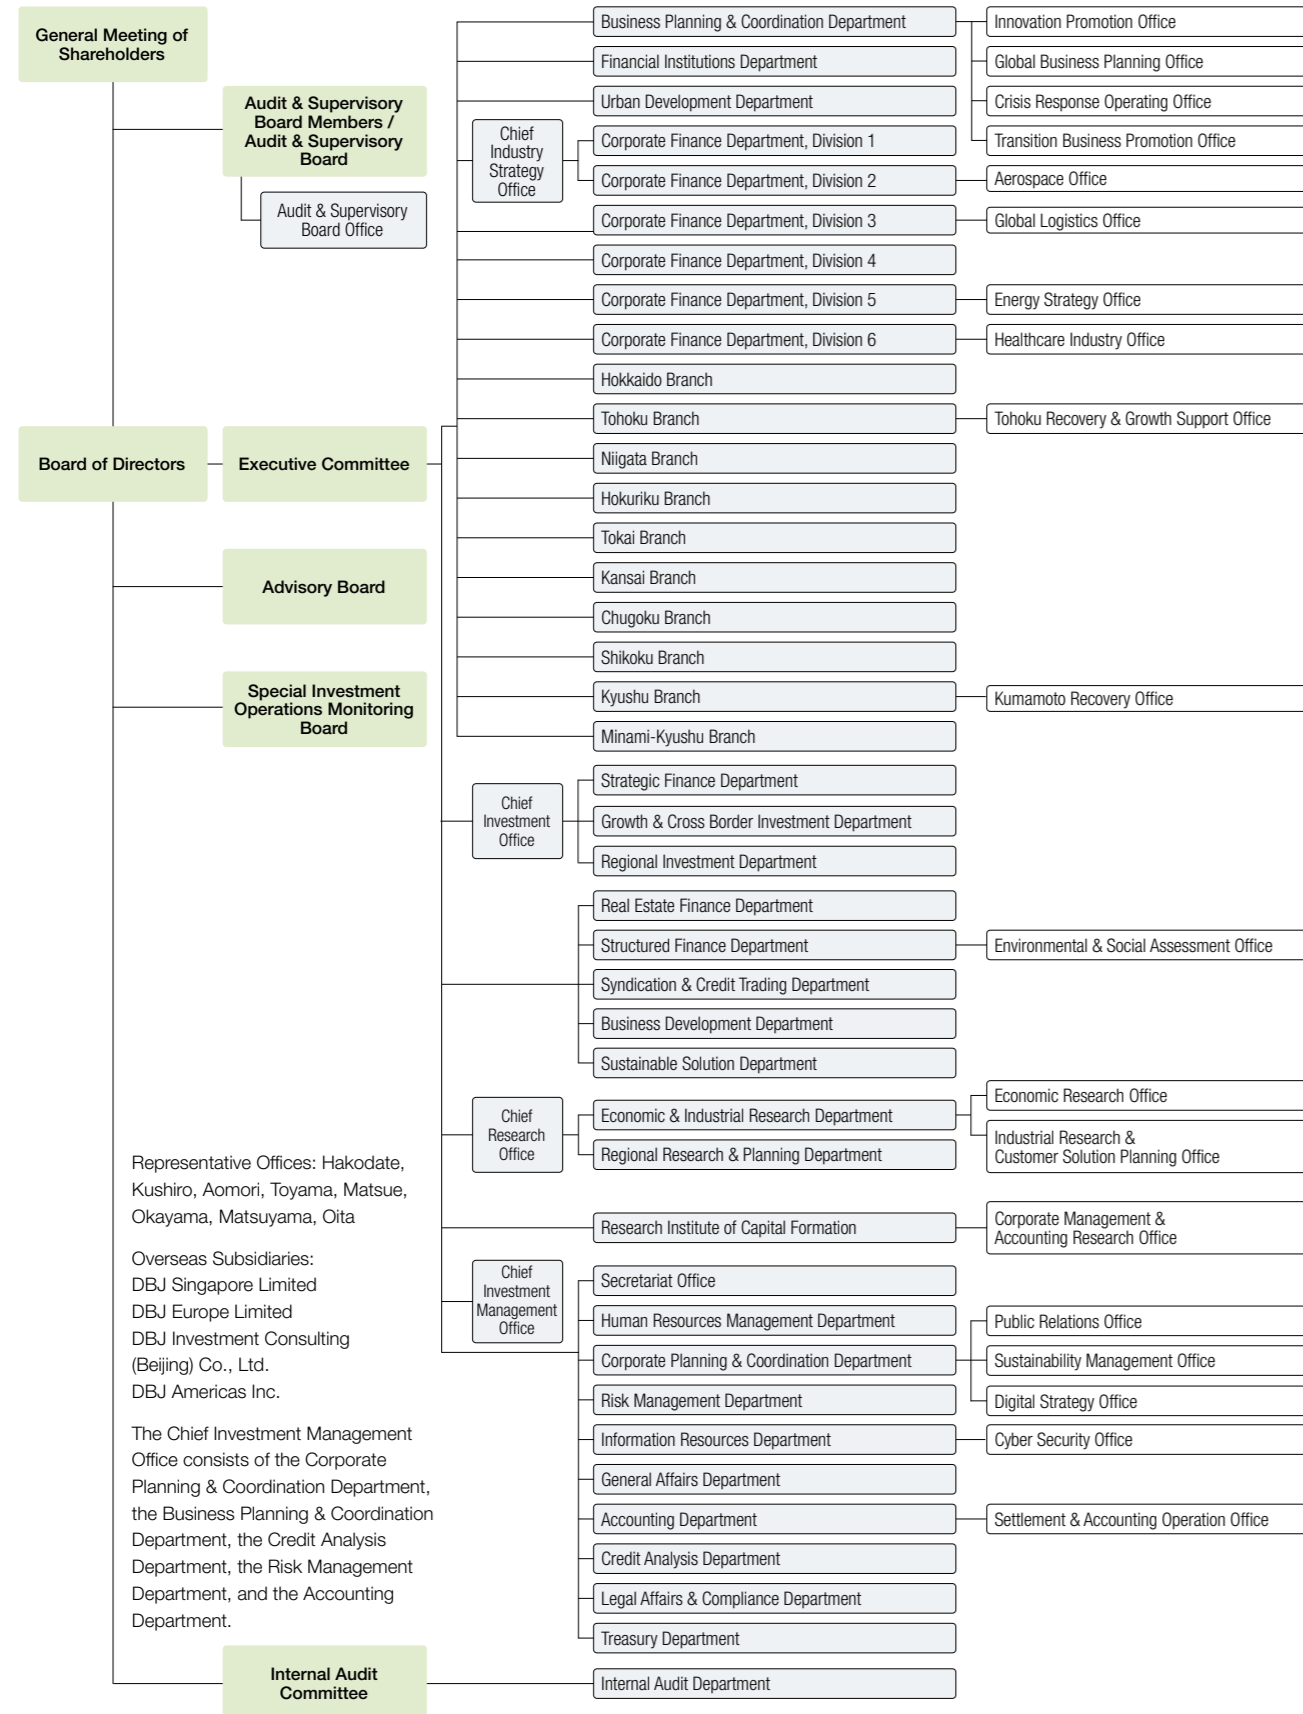 General Meeting of
Shareholders
Audit & Supervisory
Board Members /
Audit & Supervisory
Board
Audit & Supervisory
Board Office
Board of Directors
Executive Committee
Advisory Board
Special Investment
Operations Monitoring
Board
Internal Audit
Committee
Business Planning & Coordination Department
Innovation Promotion Office
Global Business Planning Office
Crisis Response Operating Office
Transition Business Promotion Office
Financial Institutions Department
Urban Development Department
Chief
Industry
Strategy
Office
Corporate Finance Department, Division 1
Corporate Finance Department, Division 2
Aerospace Office
Corporate Finance Department, Division 3
Global Logistics Office
Corporate Finance Department, Division 4
Corporate Finance Department, Division 5
Energy Strategy Office
Corporate Finance Department, Division 6
Healthcare Industry Office
Hokkaido Branch
Tohoku Branch
Tohoku Recovery & Growth Support Office
Niigata Branch
Hokuriku Branch
Tokai Branch
Kansai Branch
Chugoku Branch
Shikoku Branch
Kyushu Branch
Kumamoto Recovery Office
Minami-Kyushu Branch
Chief
Investment
Office
Strategic Finance Department
Growth & Cross Border Investment Department
Regional Investment Department
Real Estate Finance Department
Structured Finance Department
Environmental & Social Assessment Office
Syndication & Credit Trading Department
Business Development Department
Sustainable Solution Department
Chief
Research
Office
Economic & Industrial Research Department
Economic Research Office
Industrial Research &
Customer Solution Planning Office
Regional Research & Planning Department
Research Institute of Capital Formation
Corporate Management &
Accounting Research Office
Chief
Investment
Management
Office
Secretariat Office
Human Resources Management Department
Corporate Planning & Coordination Department
Public Relations Office
Sustainability Management Office
Digital Strategy Office
Risk Management Department
Information Resources Department
Cyber Security Office
General Affairs Department
Accounting Department
Settlement & Accounting Operation Office
Credit Analysis Department
Legal Affairs & Compliance Department
Treasury Department
Internal Audit Department
Representative Offices: Hakodate,
Kushiro, Aomori, Toyama, Matsue,
Okayama, Matsuyama, Oita
Overseas Subsidiaries:
DBJ Singapore Limited
DBJ Europe Limited
DBJ Investment Consulting
(Beijing) Co., Ltd.
DBJ Americas Inc.
The Chief Investment Management
Office consists of the Corporate
Planning & Coordination Department,
the Business Planning & Coordination
Department, the Credit Analysis
Department, the Risk Management
Department, and the Accounting
Department.